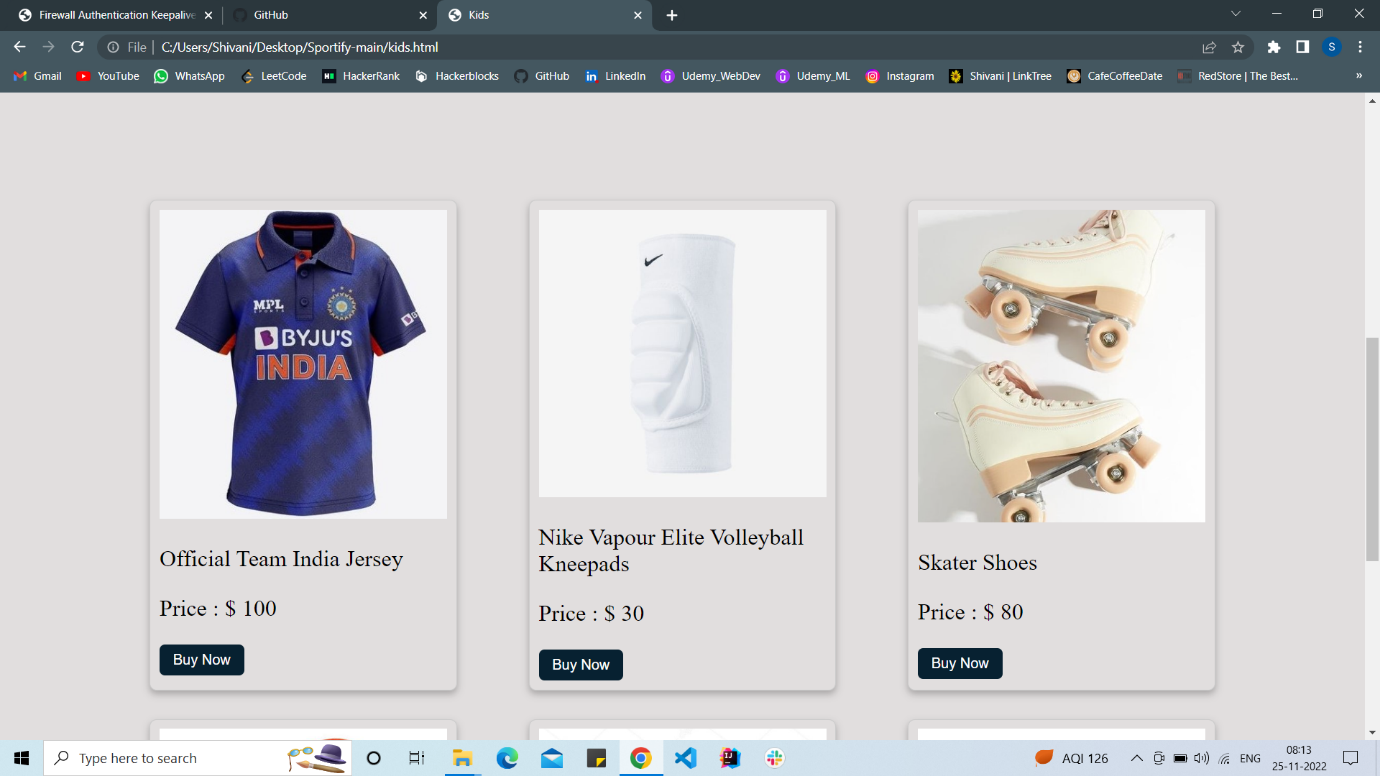 Firewall Authentication Keepalive
GitHub
Kids
File | C:/Users/Shivani/Desktop/Sportify-main/kids.html
S
Gmail YouTube WhatsApp LeetCode HackerRank Hackerblocks GitHub LinkedIn Udemy_WebDev Udemy_ML Instagram Shivani | LinkTree CafeCoffeeDate RedStore | The Best... »
MPL
SPORTS
BYJU'S
INDIA
Official Team India Jersey
Price : $ 100
Buy Now
Nike Vapour Elite Volleyball
Kneepads
Price : $ 30
Buy Now
Skater Shoes
Price : $ 80
Buy Now
Type here to search
AQI 126
ENG
08:13
25-11-2022